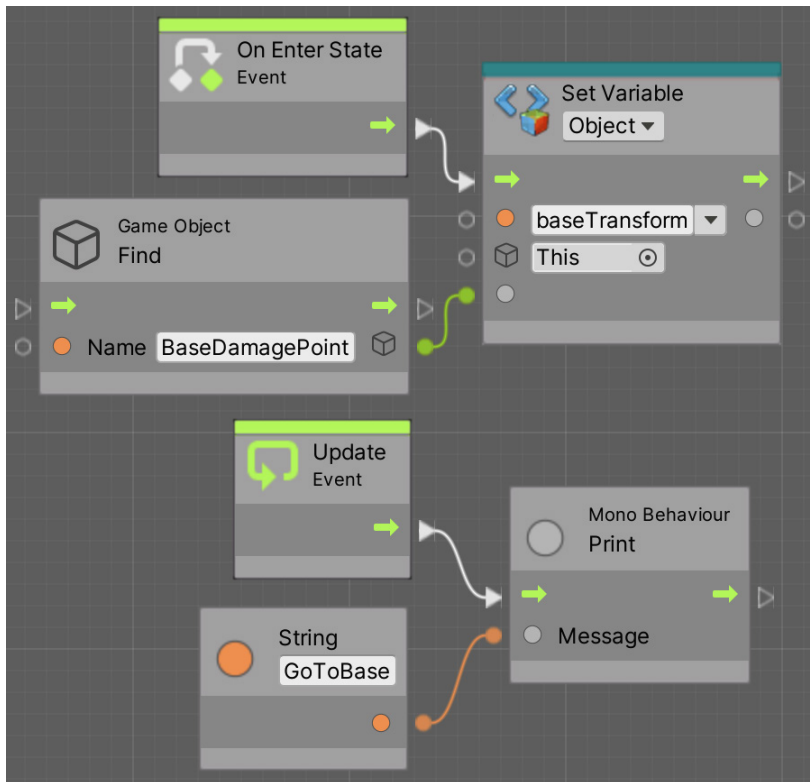 On Enter State
Event
Set Variable
Object
baseTransform
This
Game Object
Find
Name BaseDamagePoint
Update
Event
Mono Behaviour
Print
Message
String
GoToBase